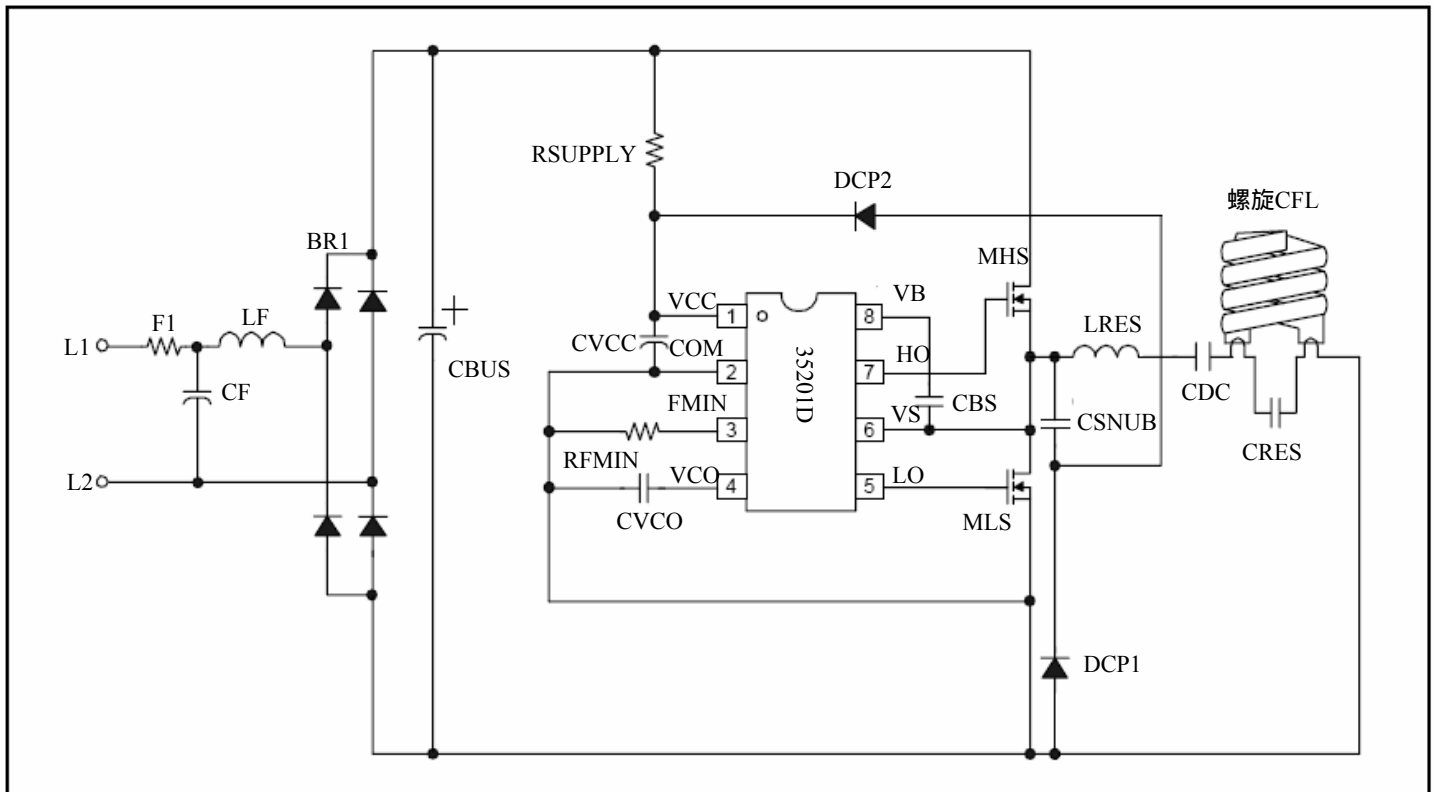 RSUPPLY
DCP2
螺旋CFL
BR1
MHS
VCC
VB
F1
LF
1
8
LRES
L1
CVCC
COM
35201D
HO
CBUS
2
7
CDC
CF
FMIN
CBS
3
VS
6
CSNUB
CRES
RFMIN
VCO
LO
L2
4
5
CVCO
MLS
DCP1